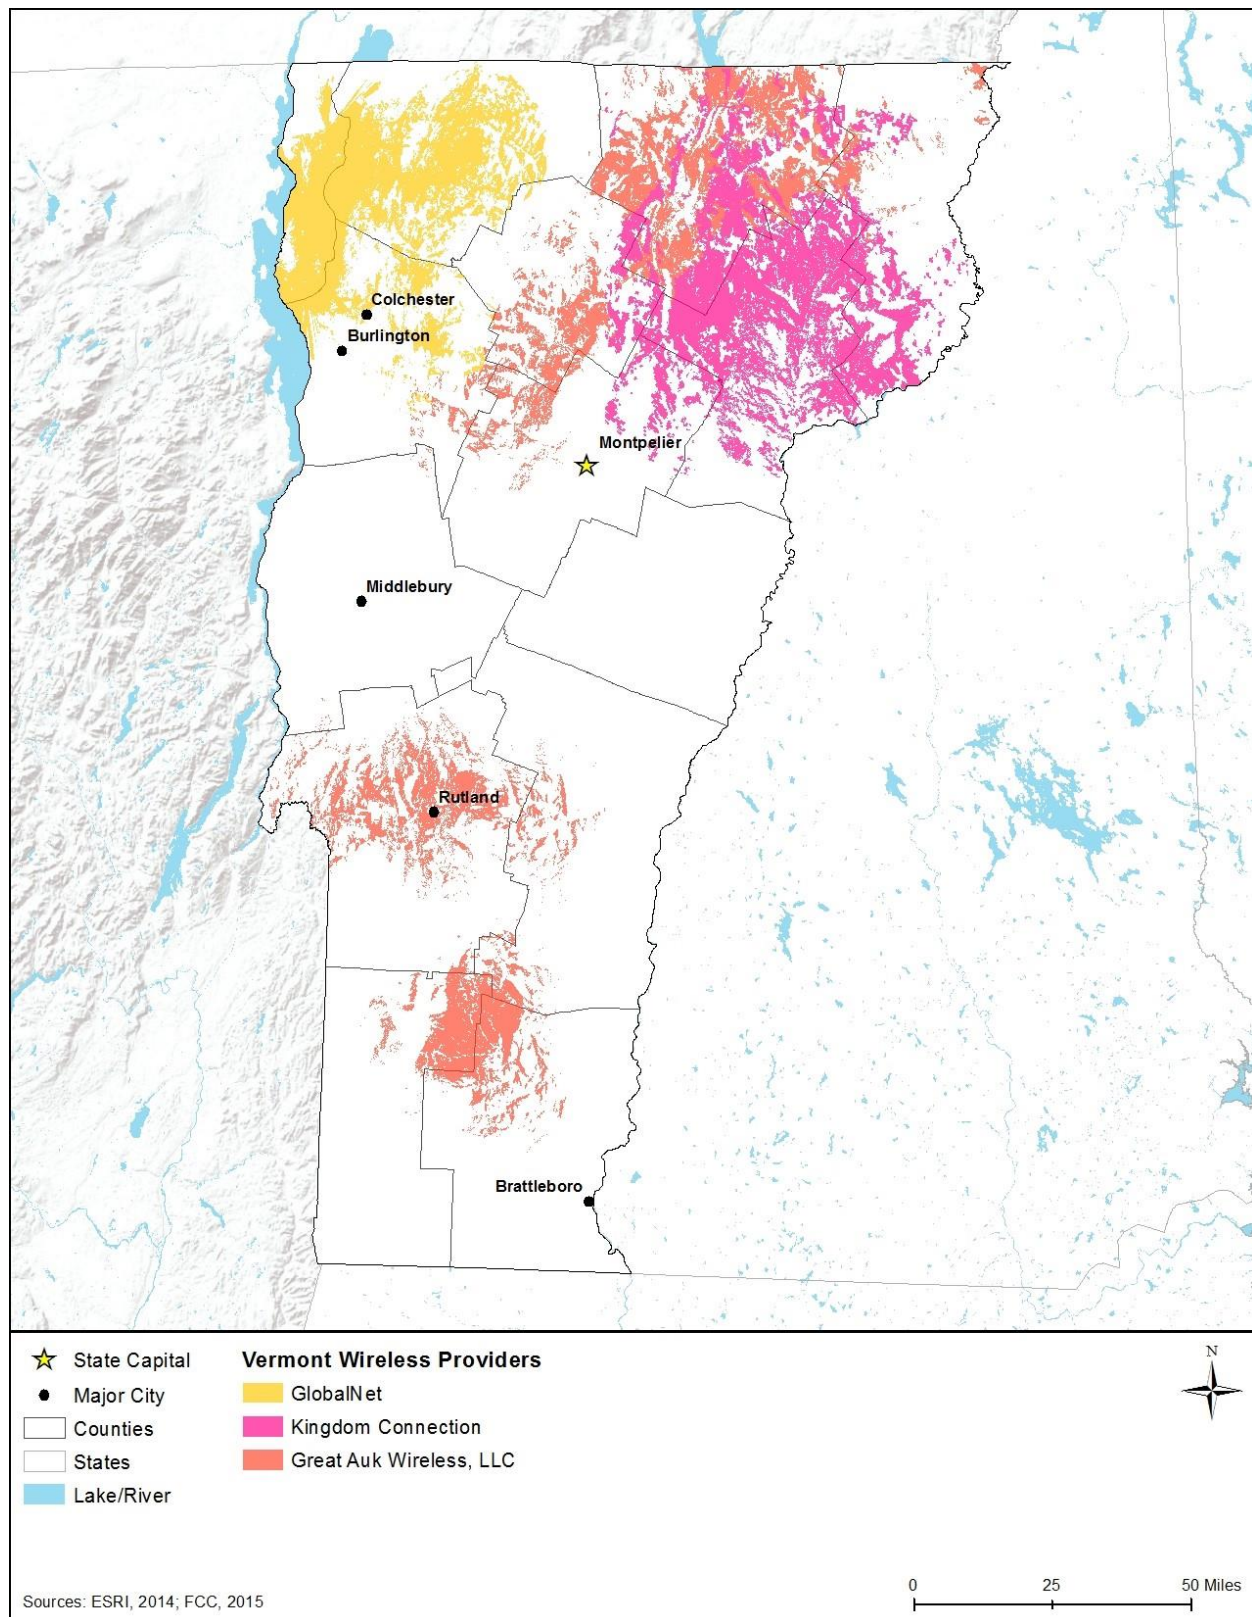 Colchester
Burlington
Montpelier
Middlebury
Rutland
Brattleboro
State Capital
Major City
Counties
States
Lake/River
Vermont Wireless Providers
GlobalNet
Kingdom Connection
Great Auk Wireless, LLC
N
Sources: ESRI, 2014; FCC, 2015
0 25 50 Miles